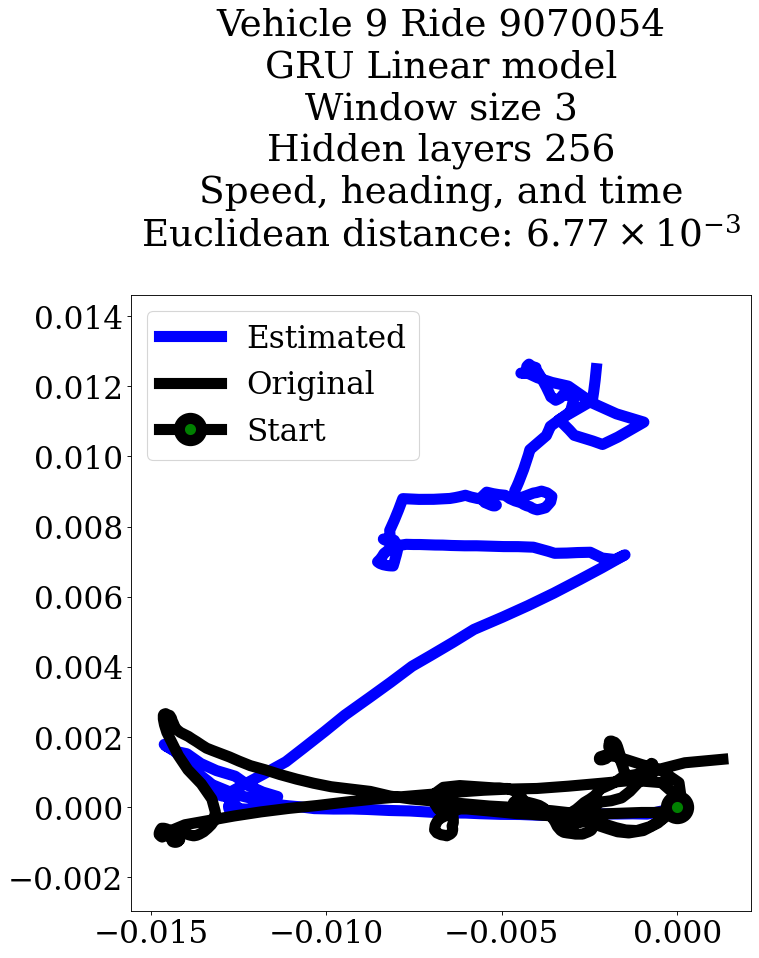 Vehicle 9 Ride 9070054
GRU Linear model
Window size 3
Hidden layers 256
Speed, heading, and time
Euclidean distance: 6.77 × 10⁻³
Estimated
Original
Start
0.014
0.012
0.010
0.008
0.006
0.004
0.002
0.000
−0.002
−0.015 −0.010 −0.005 0.000